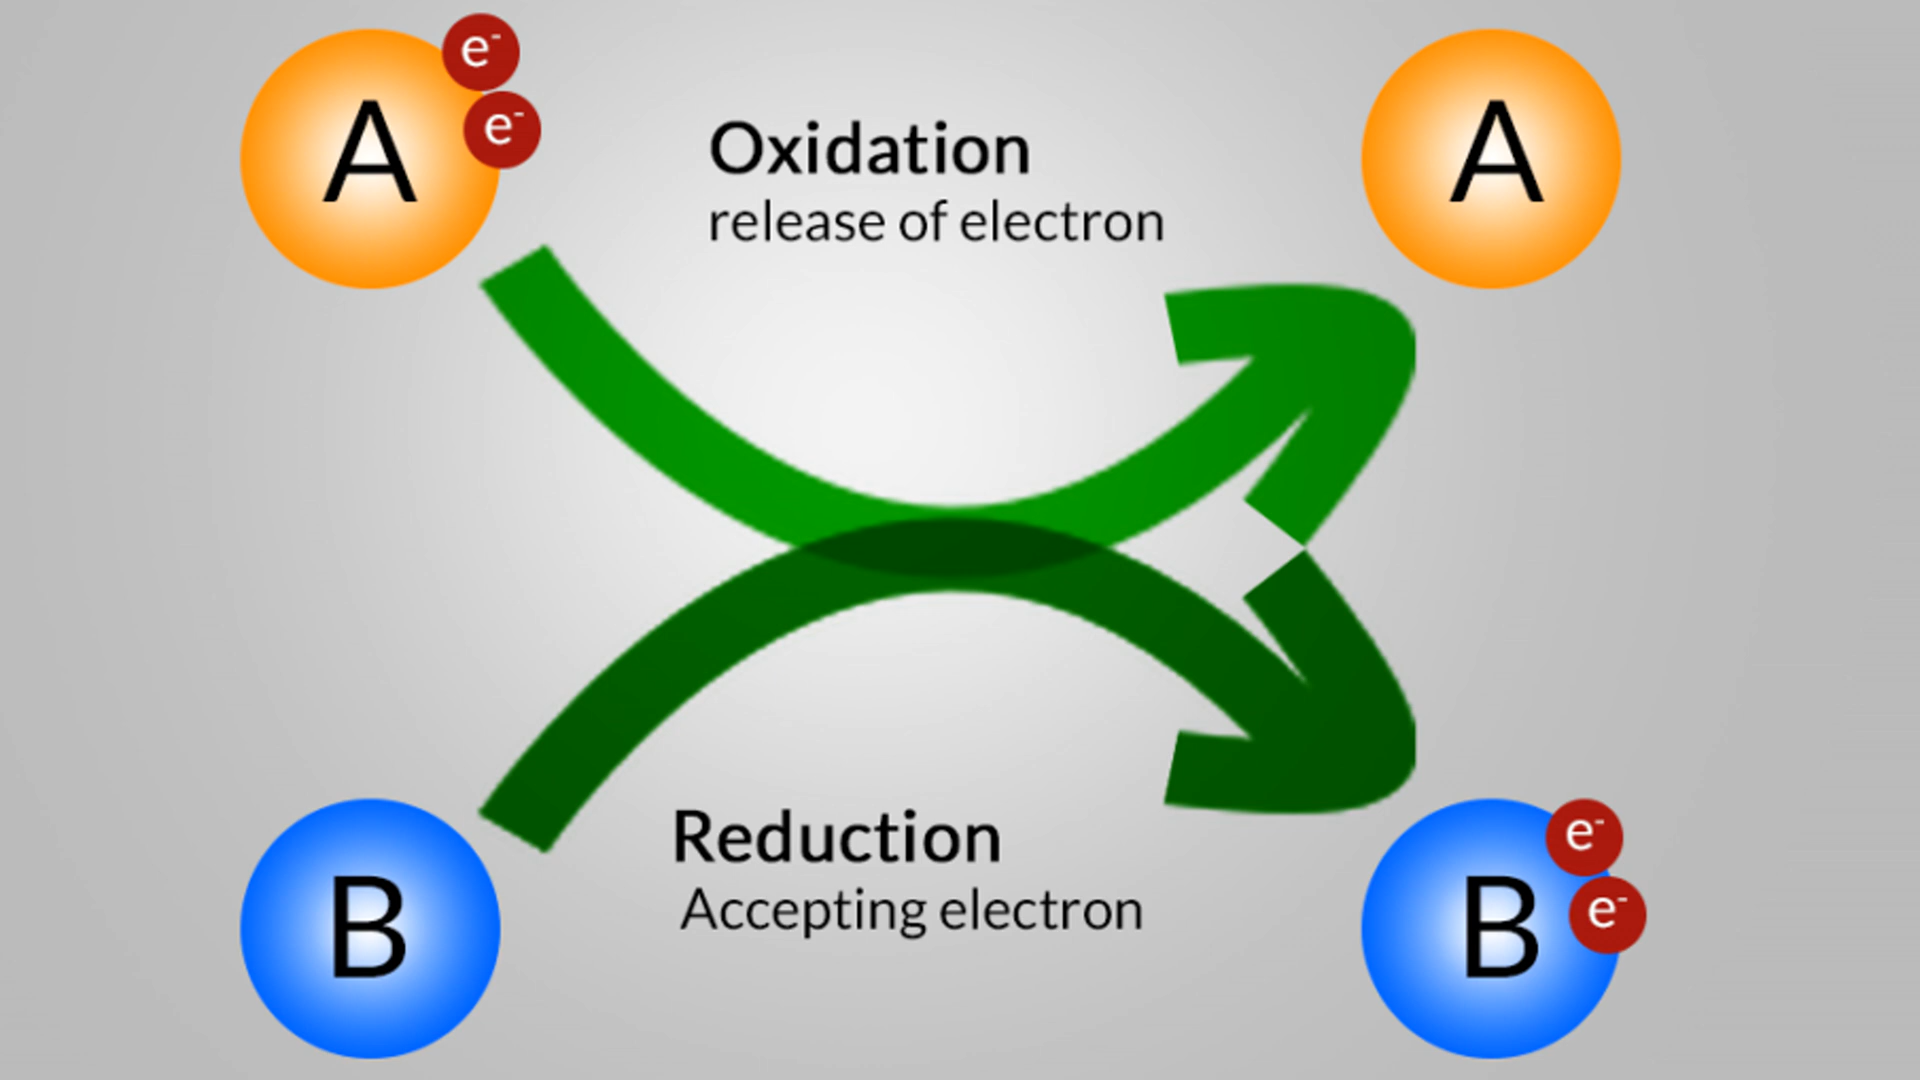 A
e⁻
e⁻
Oxidation
release of electron
A
B
Reduction
Accepting electron
B
e⁻
e⁻